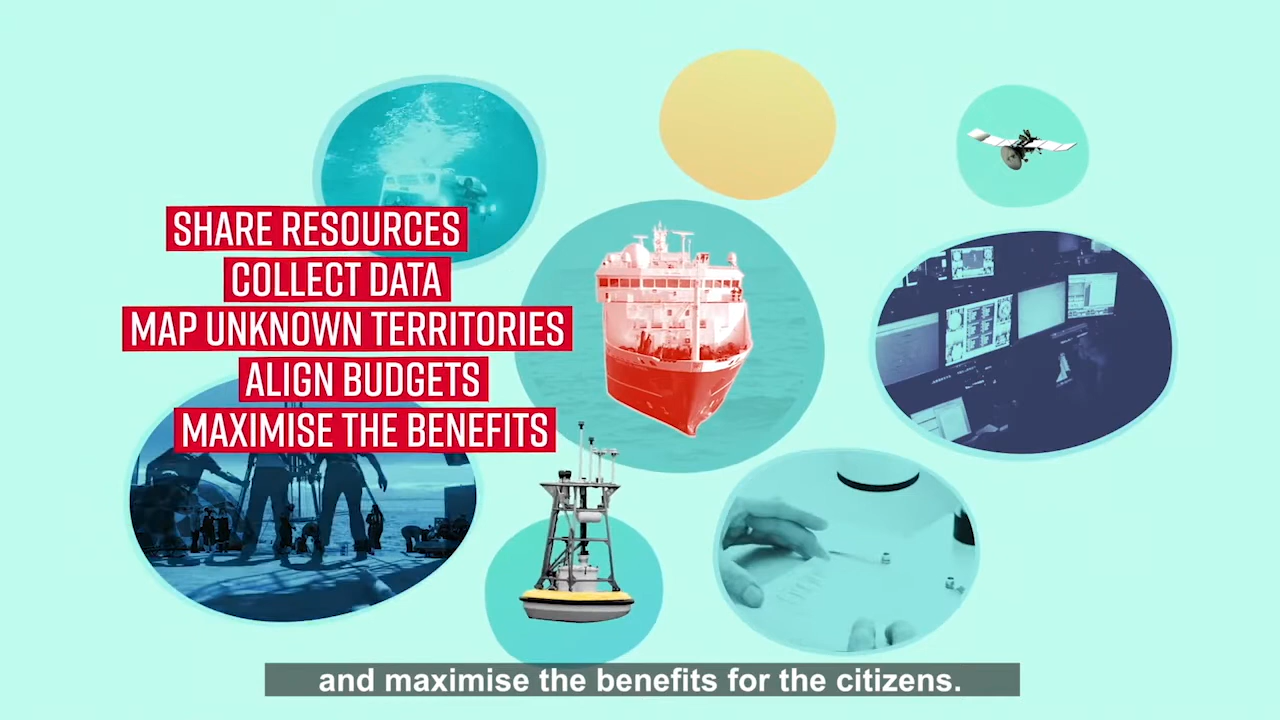 SHARE RESOURCES
COLLECT DATA
MAP UNKNOWN TERRITORIES
ALIGN BUDGETS
MAXIMISE THE BENEFITS
and maximise the benefits for the citizens.